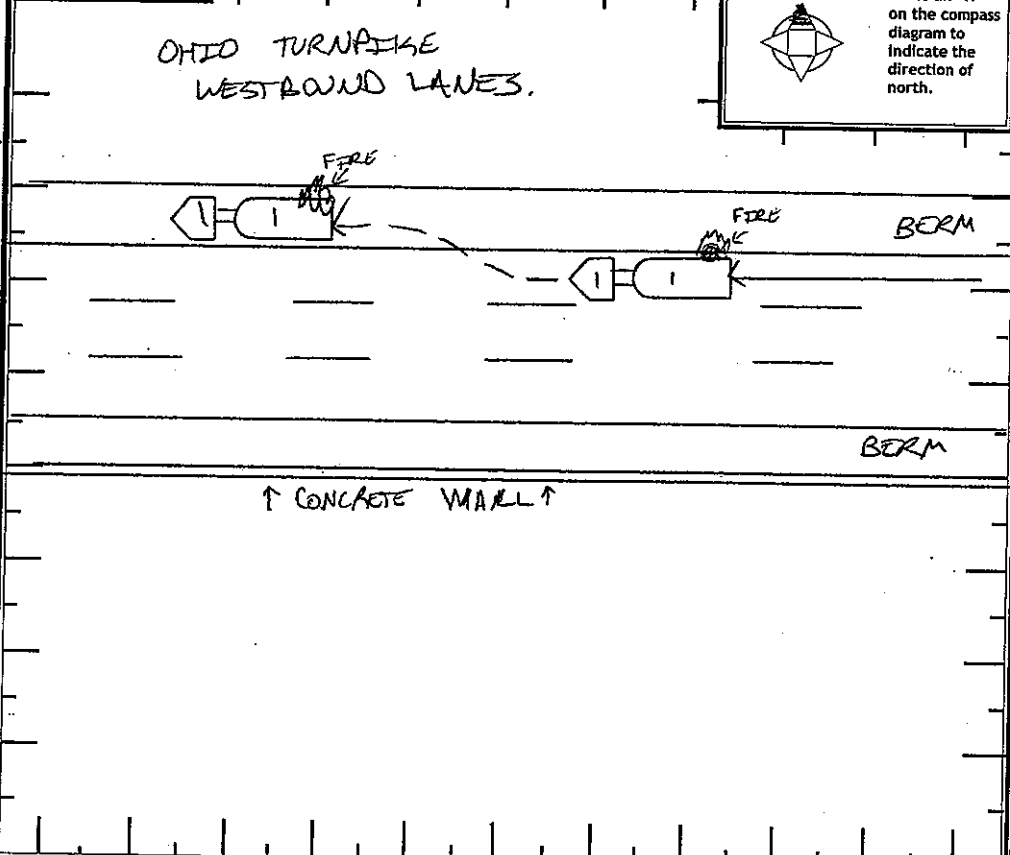 OHIO TURNPIKE
WESTBOUND LANES.
on the compass
diagram to
indicate the
direction of
north.
FIRE
1 1
FIRE
1 1
BERM
BERM
↑ CONCRETE WALL ↑